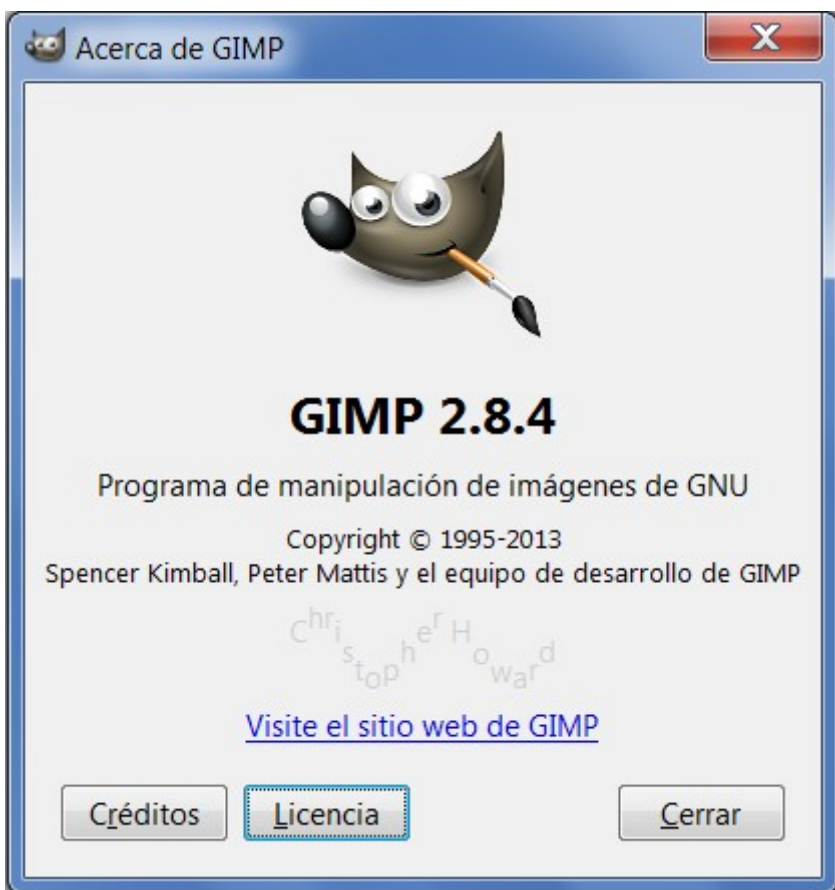 Acerca de GIMP
GIMP 2.8.4
Programa de manipulación de imágenes de GNU
Copyright © 1995-2013
Spencer Kimball, Peter Mattis y el equipo de desarrollo de GIMP
Christopher Howard
Visite el sitio web de GIMP
Créditos Licencia Cerrar